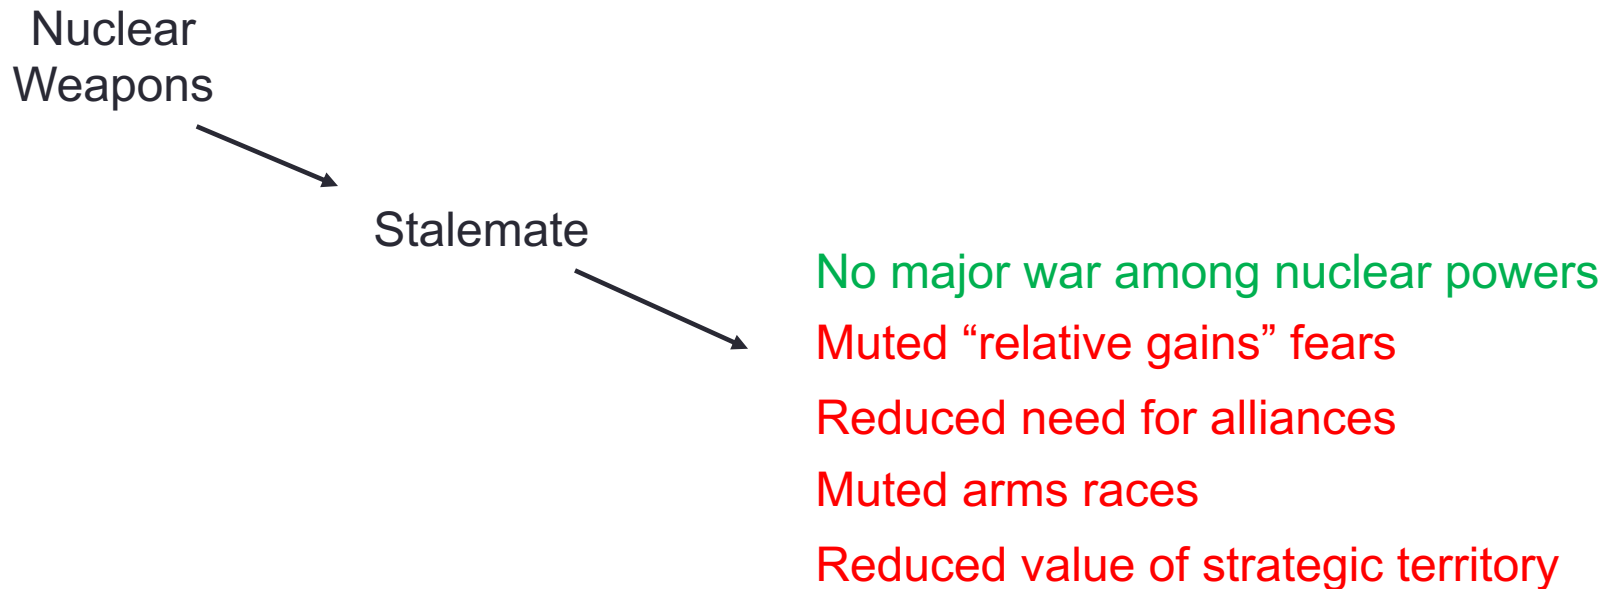 Nuclear
Weapons
Stalemate
No major war among nuclear powers
Muted “relative gains” fears
Reduced need for alliances
Muted arms races
Reduced value of strategic territory